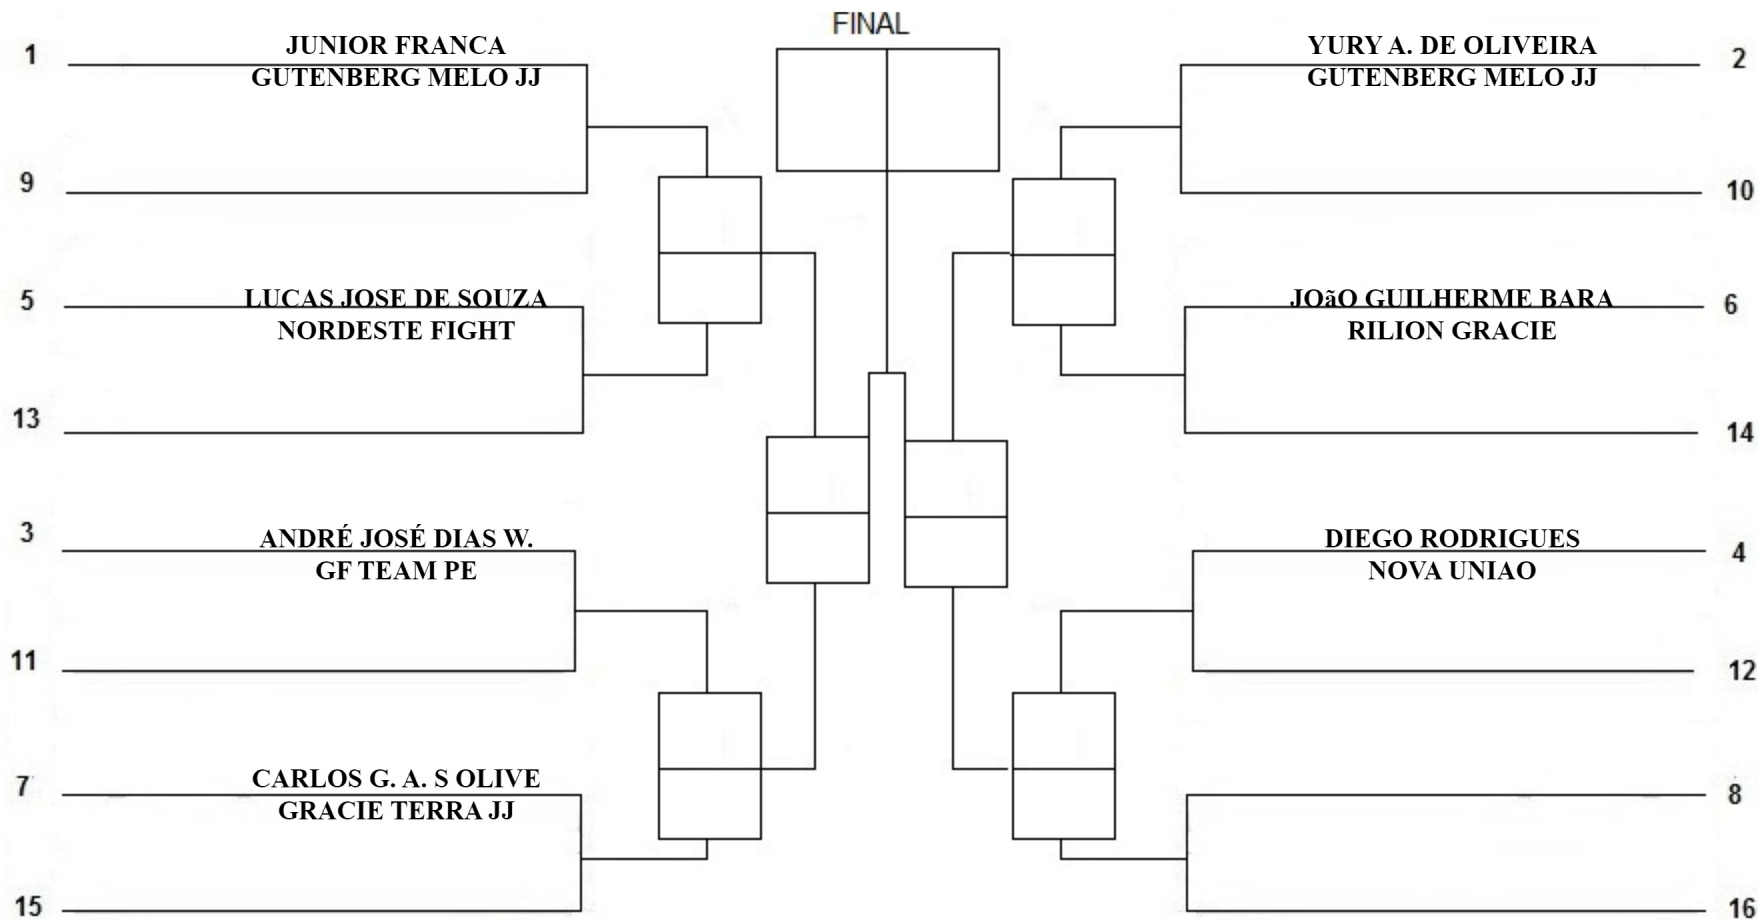 FINAL
1
JUNIOR FRANCA
GUTENBERG MELO JJ
9
5
LUCAS JOSE DE SOUZA
NORDESTE FIGHT
13
3
ANDRÉ JOSÉ DIAS W.
GF TEAM PE
11
7
CARLOS G. A. S OLIVE
GRACIE TERRA JJ
15
YURY A. DE OLIVEIRA
GUTENBERG MELO JJ
2
10
JOãO GUILHERME BARA
RILION GRACIE
6
14
DIEGO RODRIGUES
NOVA UNIAO
4
12
8
16